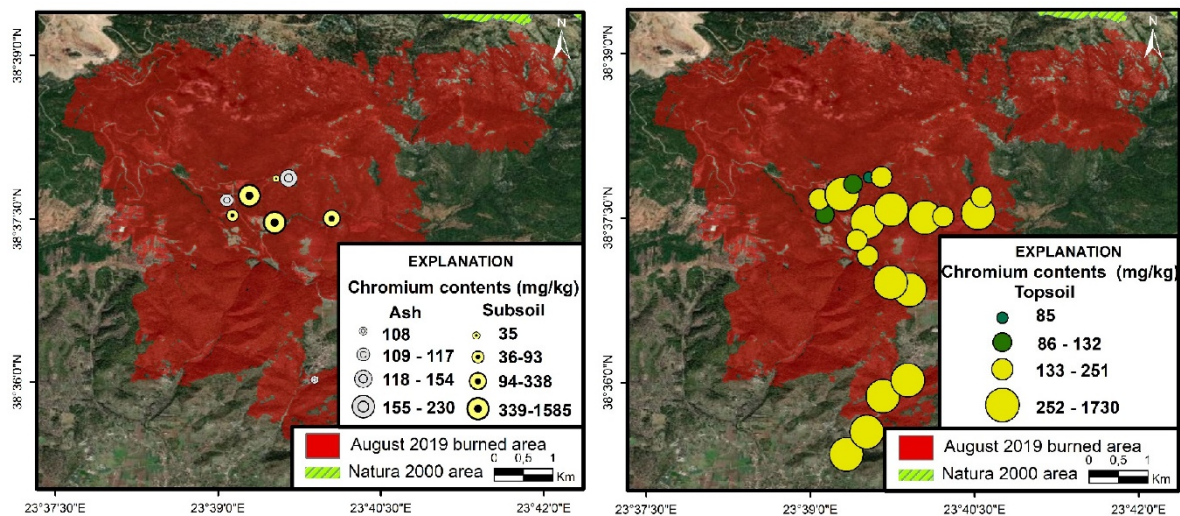 N
38°39'0"N
38°37'30"N
38°36'0"N
EXPLANATION
Chromium contents (mg/kg)
Ash Subsoil
108 35
109 - 117 36-93
118 - 154 94-338
155 - 230 339-1585
August 2019 burned area
Natura 2000 area
0 0,5 1
Km
23°37'30"E 23°39'0"E 23°40'30"E 23°42'0"E
N
38°39'0"N
38°37'30"N
38°36'0"N
EXPLANATION
Chromium contents (mg/kg)
Topsoil
85
86 - 132
133 - 251
252 - 1730
August 2019 burned area
Natura 2000 area
0 0,5 1
Km
23°37'30"E 23°39'0"E 23°40'30"E 23°42'0"E